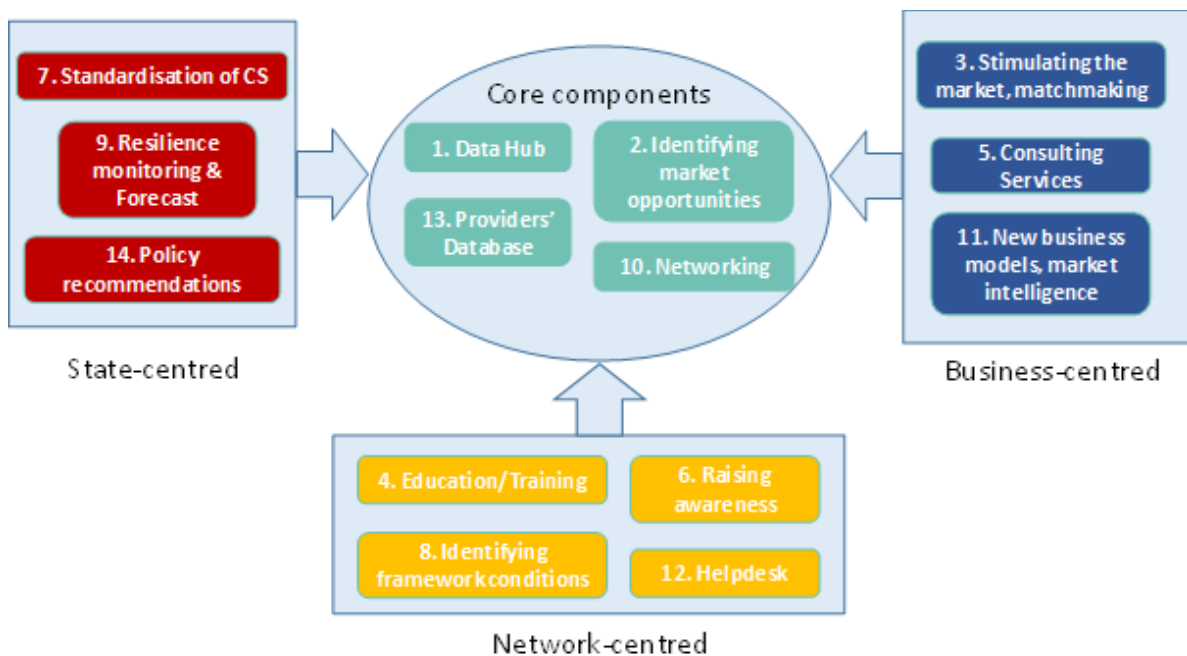 7. Standardisation of CS
9. Resilience
monitoring &
Forecast
14. Policy
recommendations
State-centred
Core components
1. Data Hub
2. Identifying
market
opportunities
13. Providers’
Database
10. Networking
3. Stimulating the
market, matchmaking
5. Consulting
Services
11. New business
models, market
intelligence
Business-centred
4. Education/Training
6. Raising
awareness
8. Identifying
framework conditions
12. Helpdesk
Network-centred